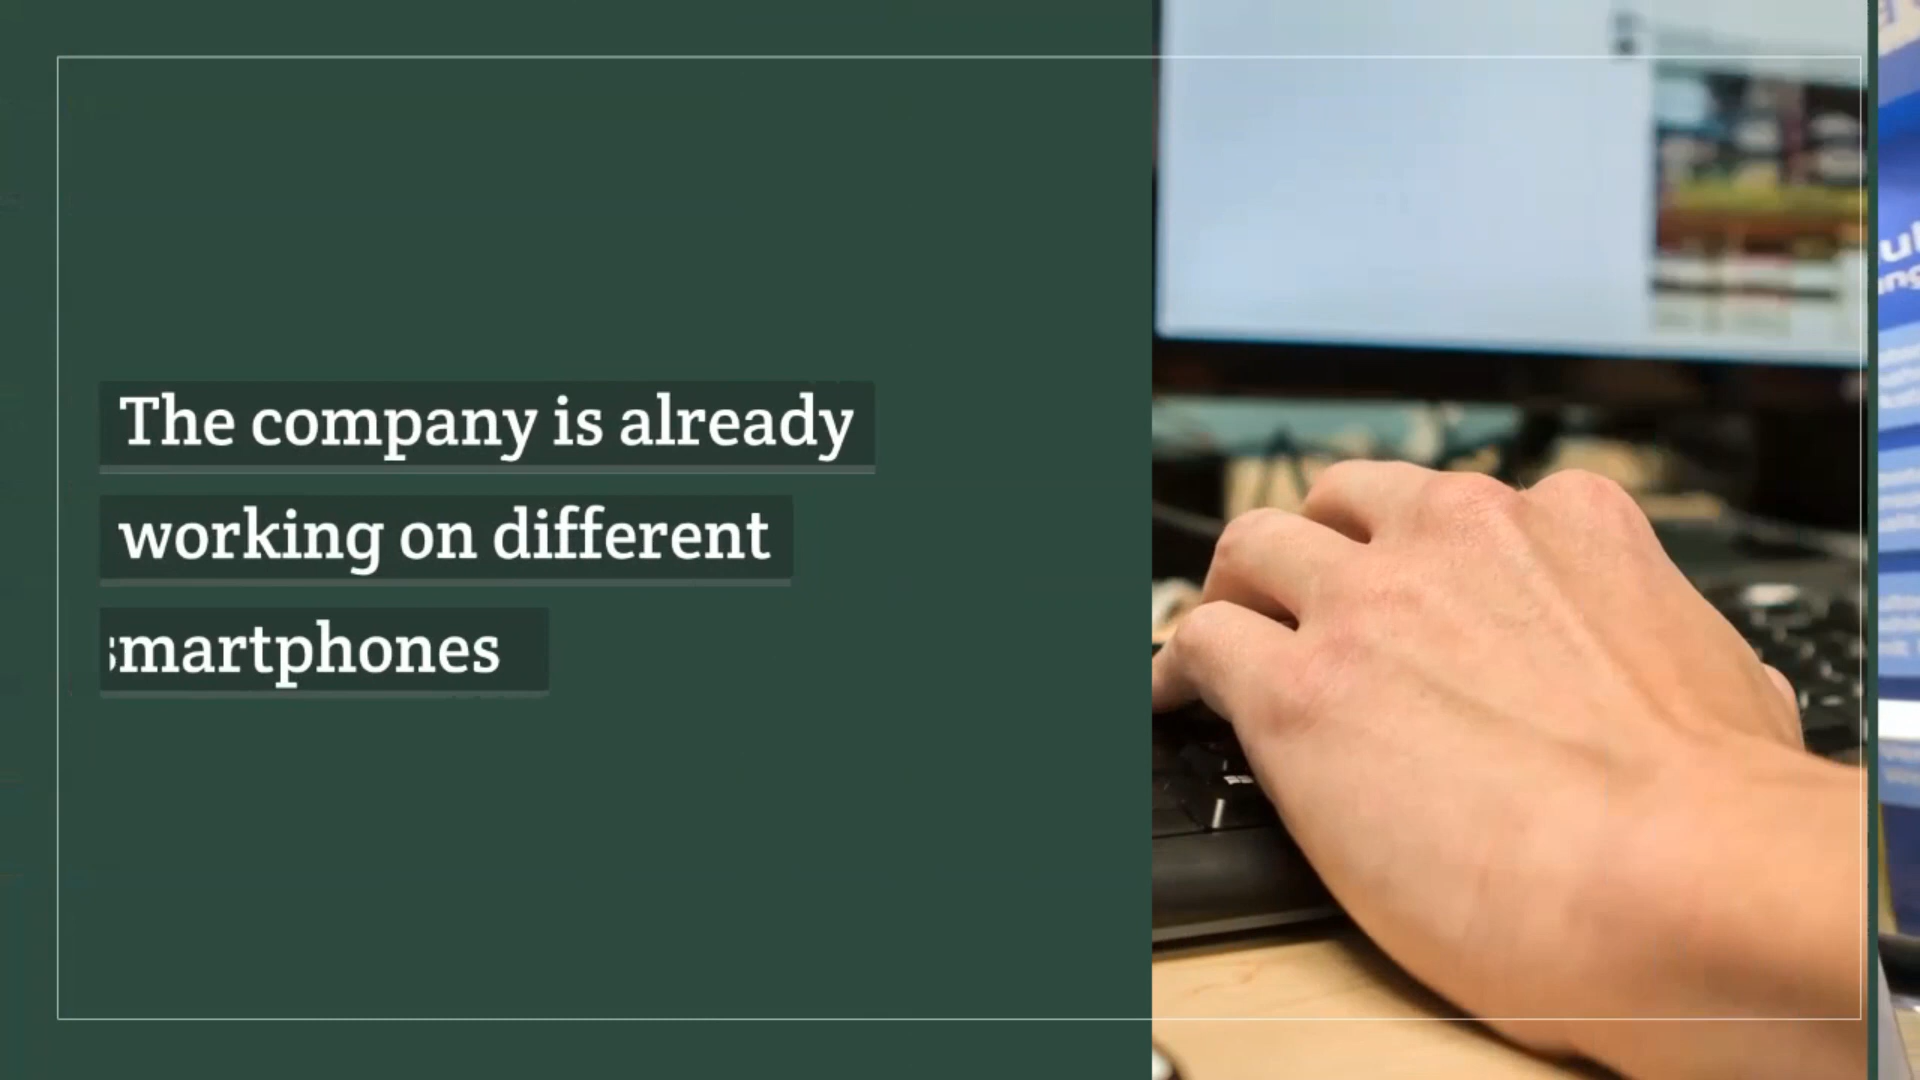 The company is already
working on different
smartphones